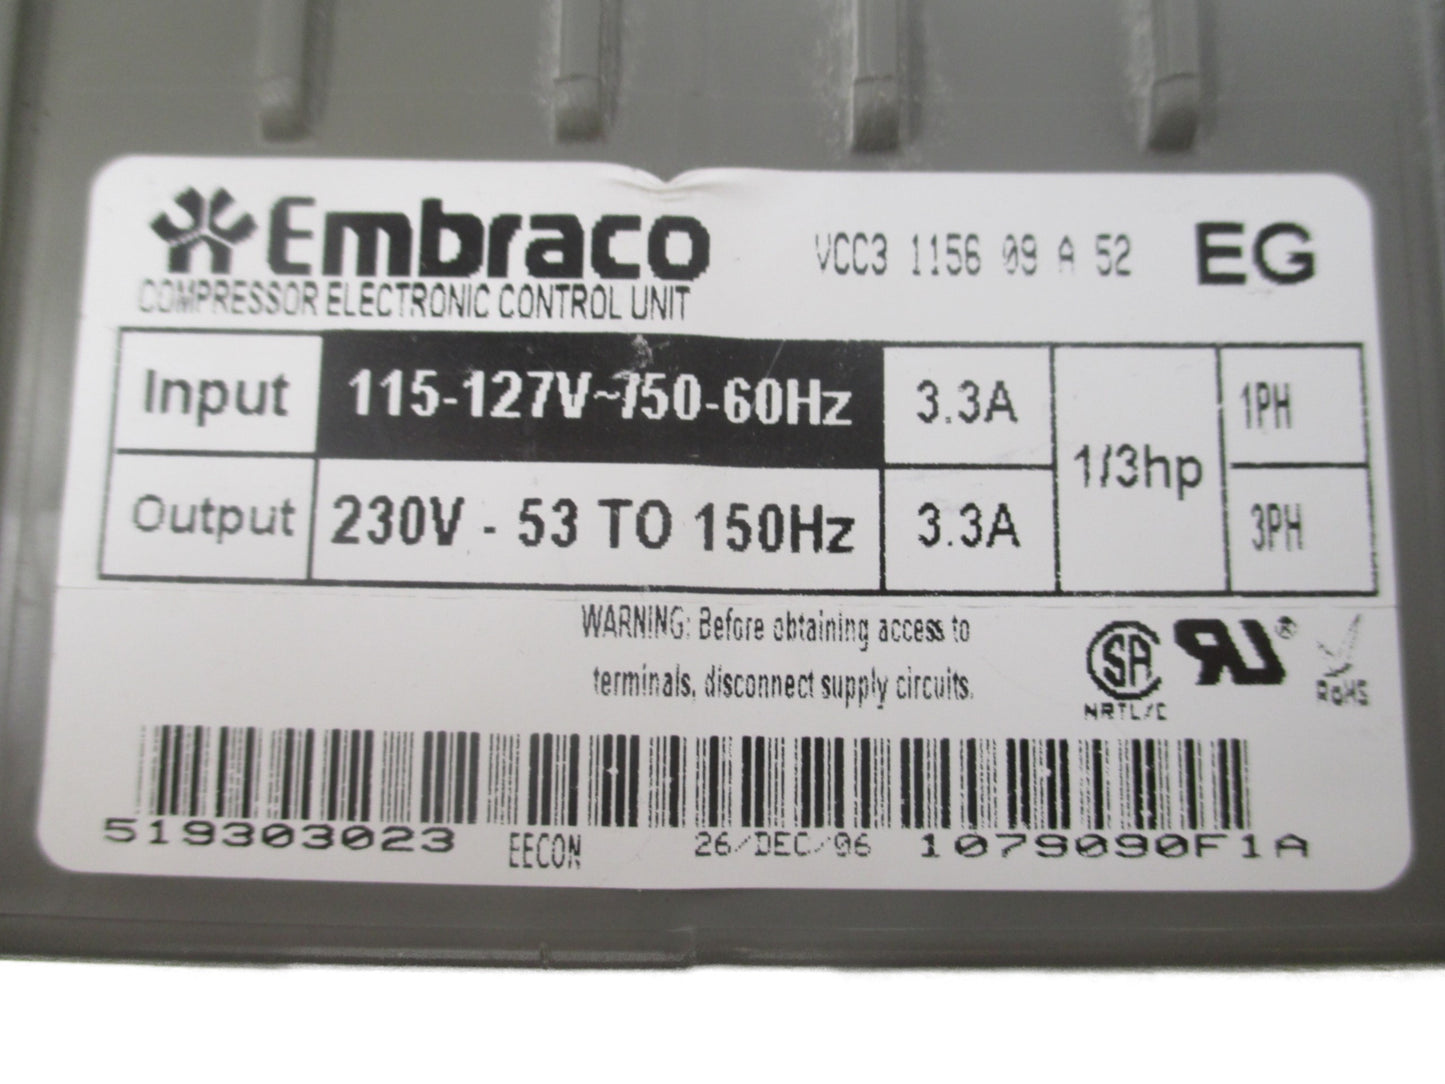 Embraco VCC3 1156 09 A 52 EG
COMPRESSOR ELECTRONIC CONTROL UNIT
Input 115-127V~/50-60Hz 3.3A 1/3hp 1PH
Output 230V - 53 TO 150Hz 3.3A 3PH
WARNING: Before obtaining access to
terminals, disconnect supply circuits.
SA
NRTL/C
UR®
RoHS
519303023 EECON 26/DEC/06 1079090F1A